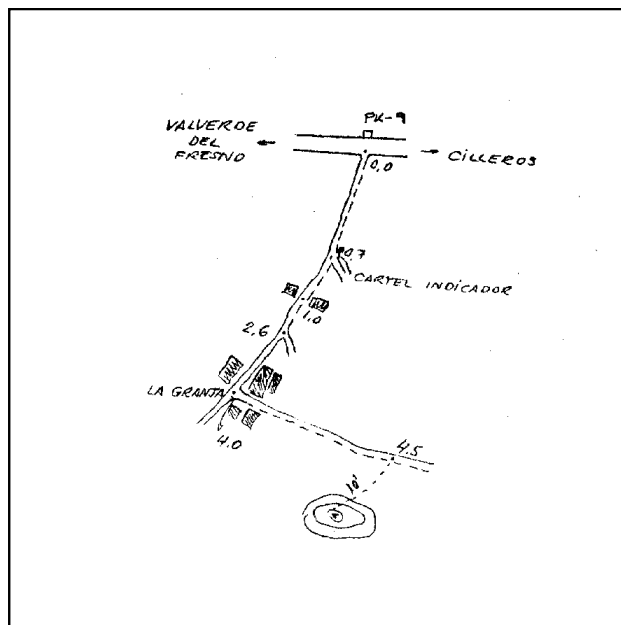 PK-9
VALVERDE
DEL
FRESNO
CILLEROS
0,0
0,7
CARTEL INDICADOR
1,0
2,6
LA GRANJA
4.0
4.5
10'